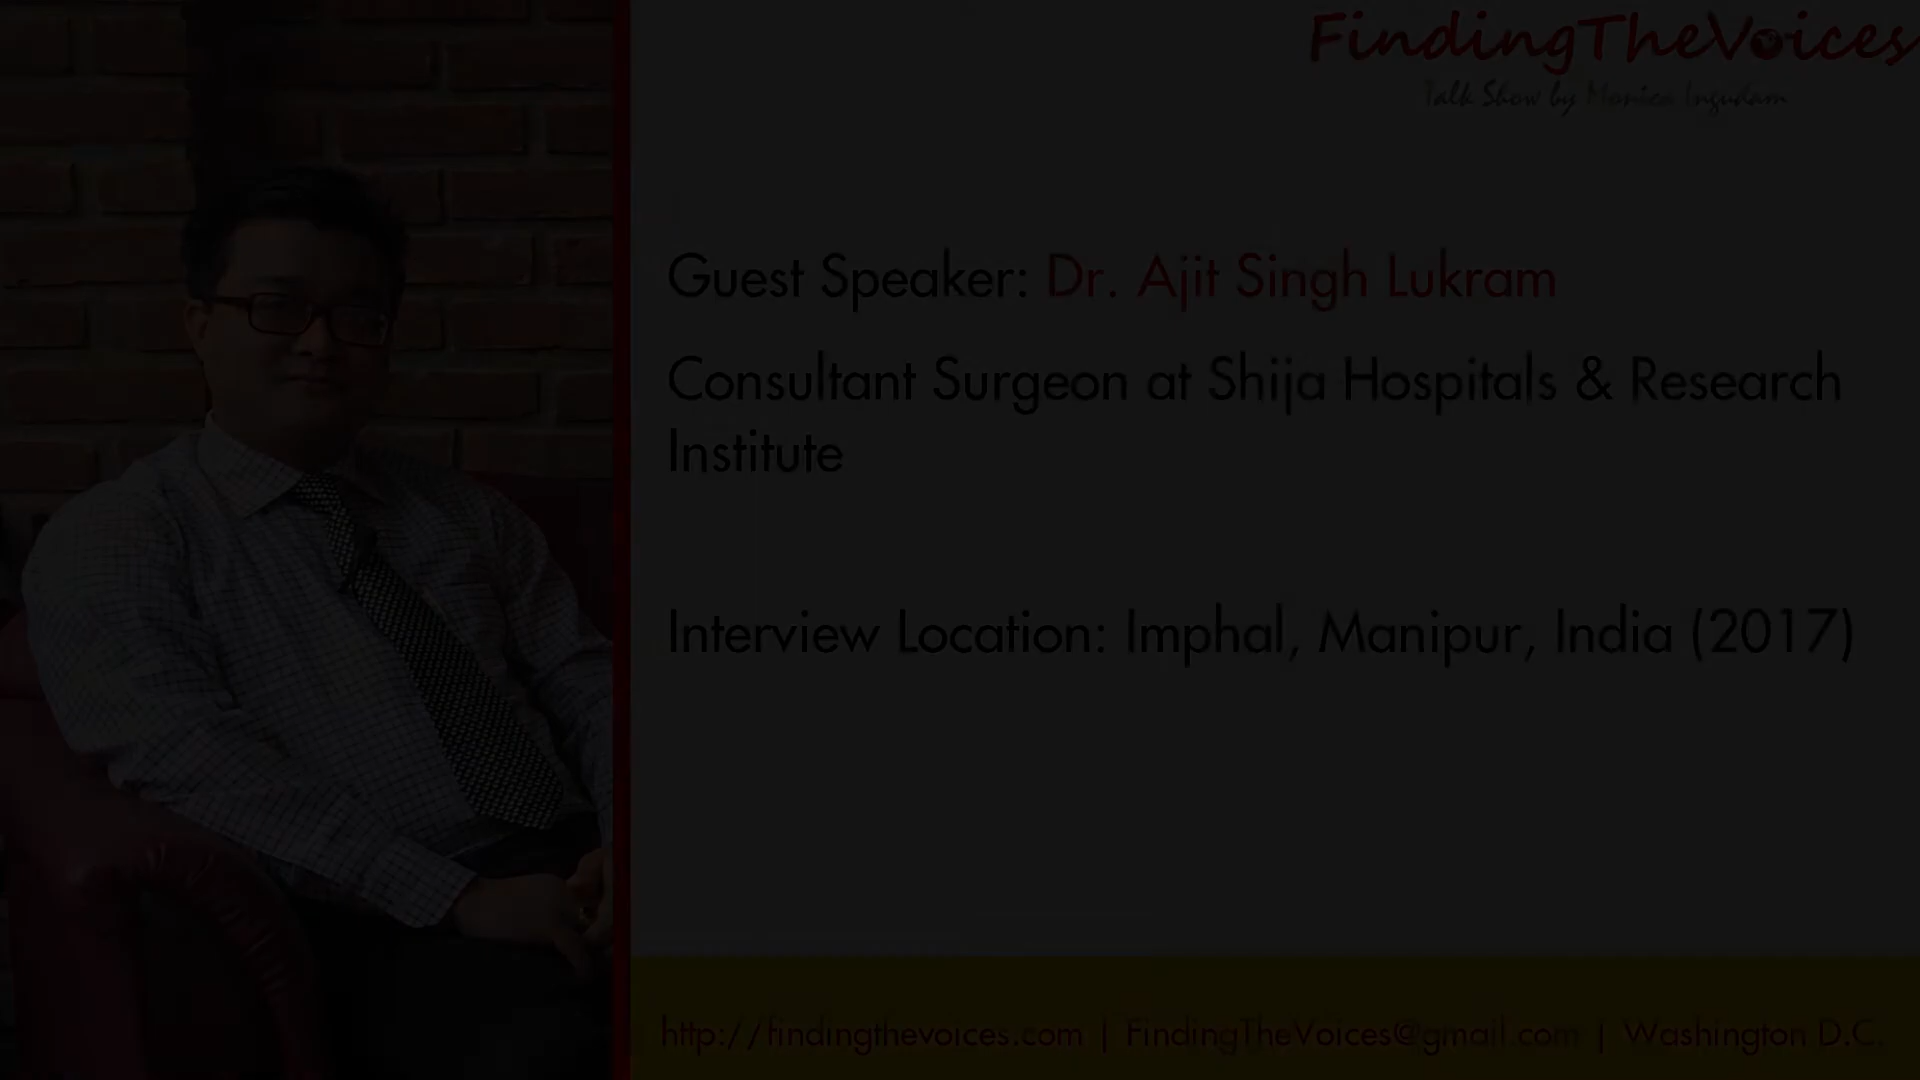 FindingTheVoices
Talk Show by Monica Ingudam
Guest Speaker: Dr. Ajit Singh Lukram
Consultant Surgeon at Shija Hospitals & Research
Institute
Interview Location: Imphal, Manipur, India (2017)
http://findingthevoices.com | FindingTheVoices@gmail.com | Washington D.C.